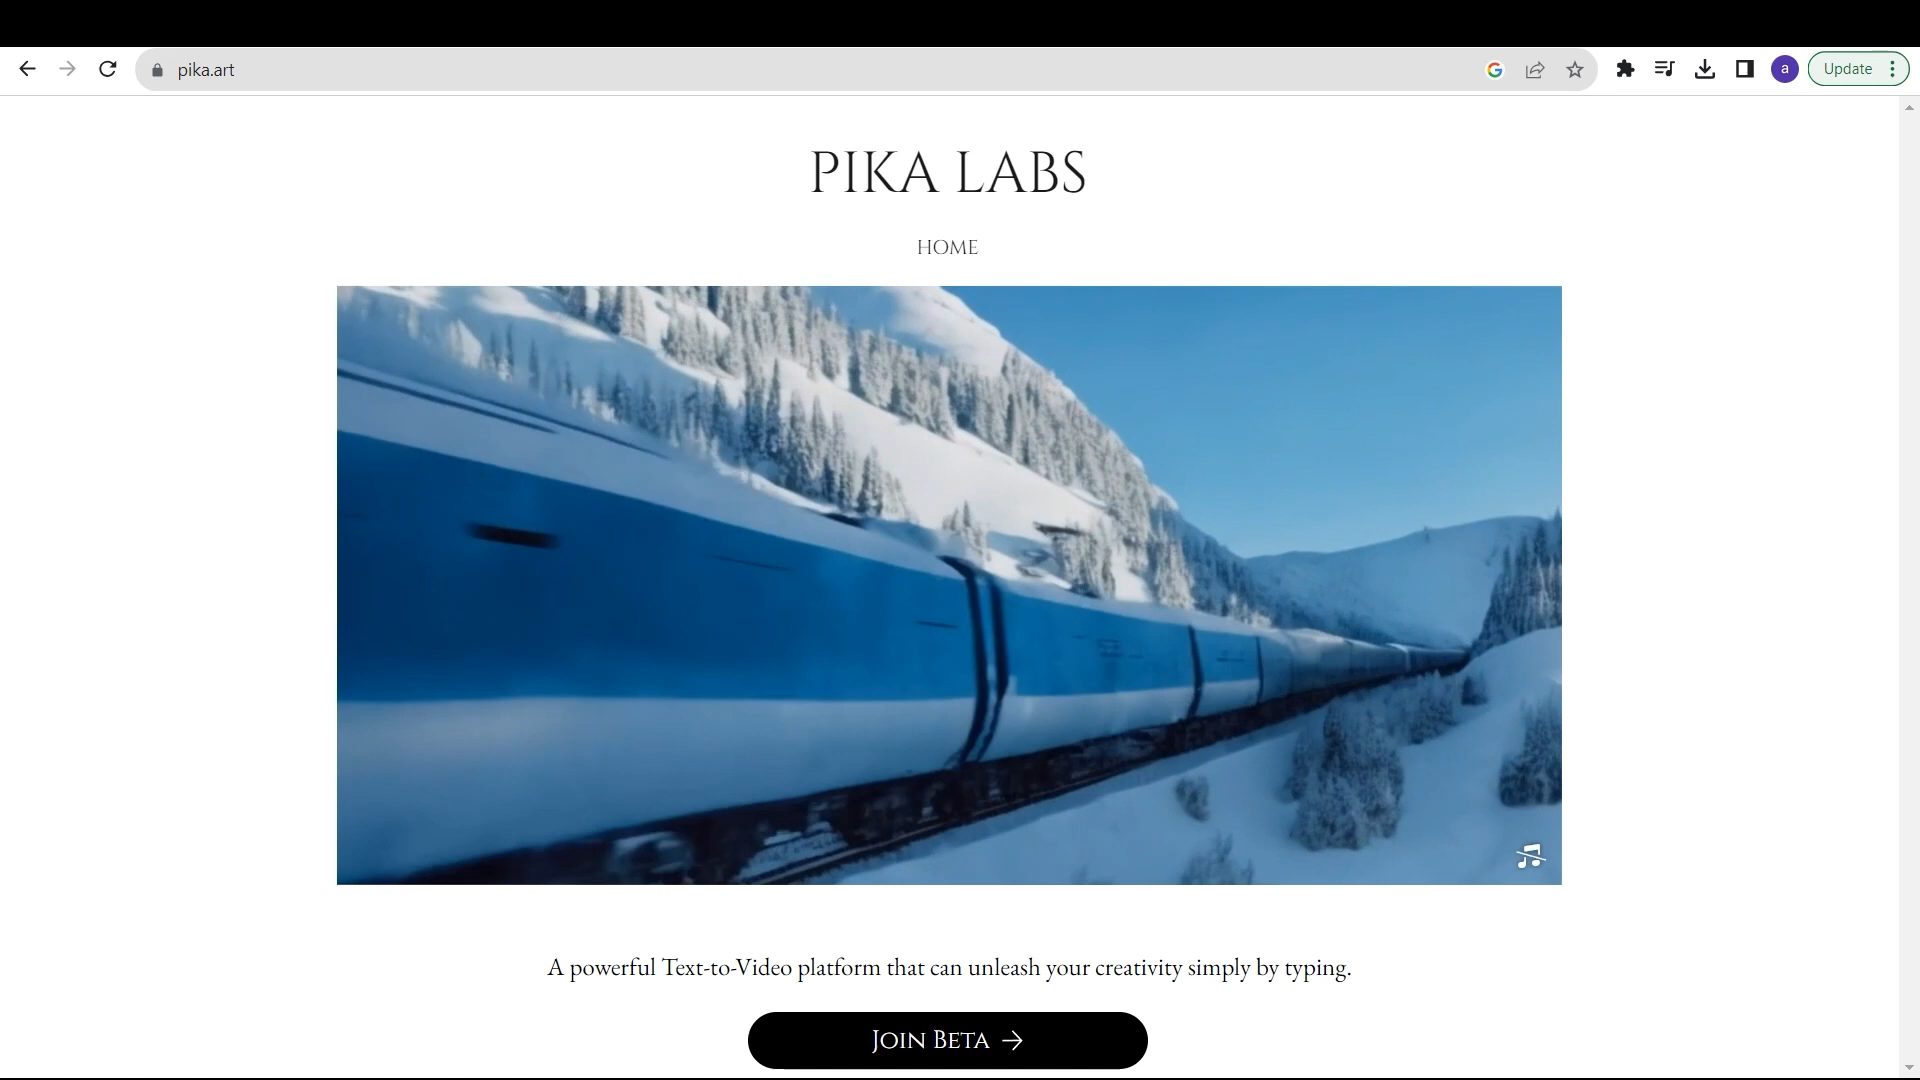 pika.art
a
Update
PIKA LABS
HOME
A powerful Text-to-Video platform that can unleash your creativity simply by typing.
Join Beta →